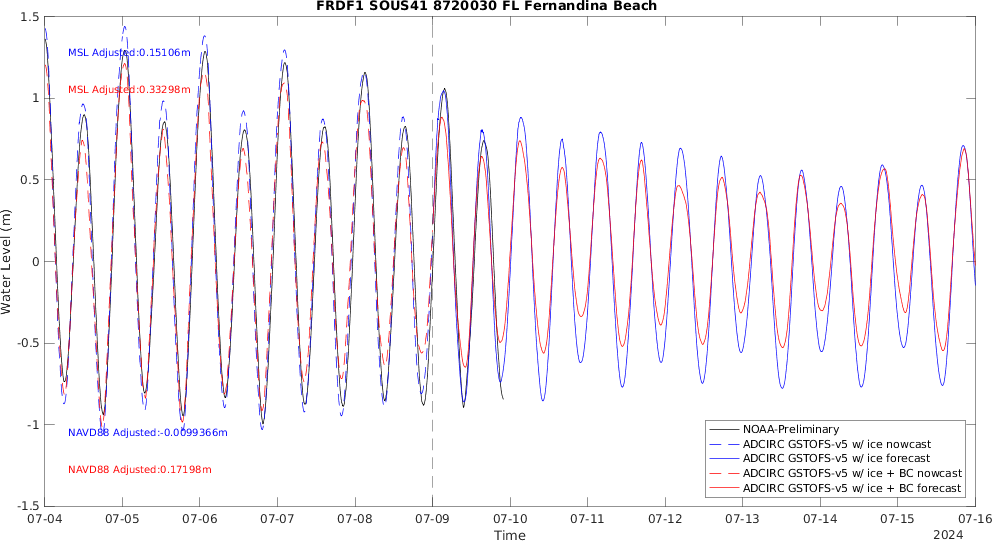 FRDF1 SOUS41 8720030 FL Fernandina Beach
1.5
1
0.5
0
-0.5
-1
-1.5
Water Level (m)
MSL Adjusted:0.15106m
MSL Adjusted:0.33298m
NAVD88 Adjusted:-0.0099366m
NAVD88 Adjusted:0.17198m
NOAA-Preliminary
ADCIRC GSTOFS-v5 w/ ice nowcast
ADCIRC GSTOFS-v5 w/ ice forecast
ADCIRC GSTOFS-v5 w/ ice + BC nowcast
ADCIRC GSTOFS-v5 w/ ice + BC forecast
07-04 07-05 07-06 07-07 07-08 07-09 07-10 07-11 07-12 07-13 07-14 07-15 07-16
Time
2024